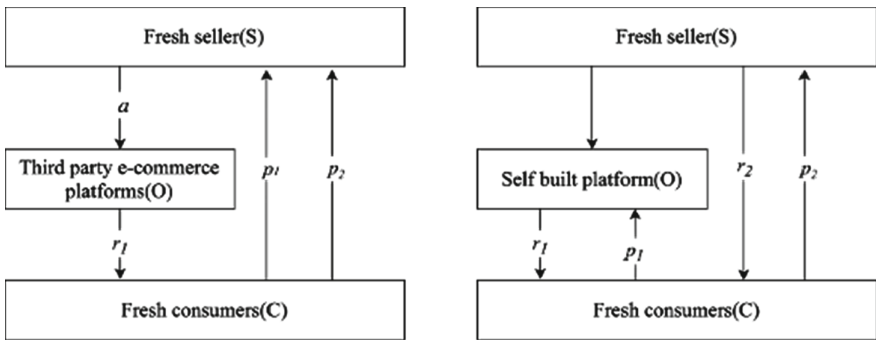 Fresh seller(S)
a
Third party e-commerce
platforms(O)
p1
p2
r1
Fresh consumers(C)
Fresh seller(S)
Self built platform(O)
r2
p2
r1
p1
Fresh consumers(C)